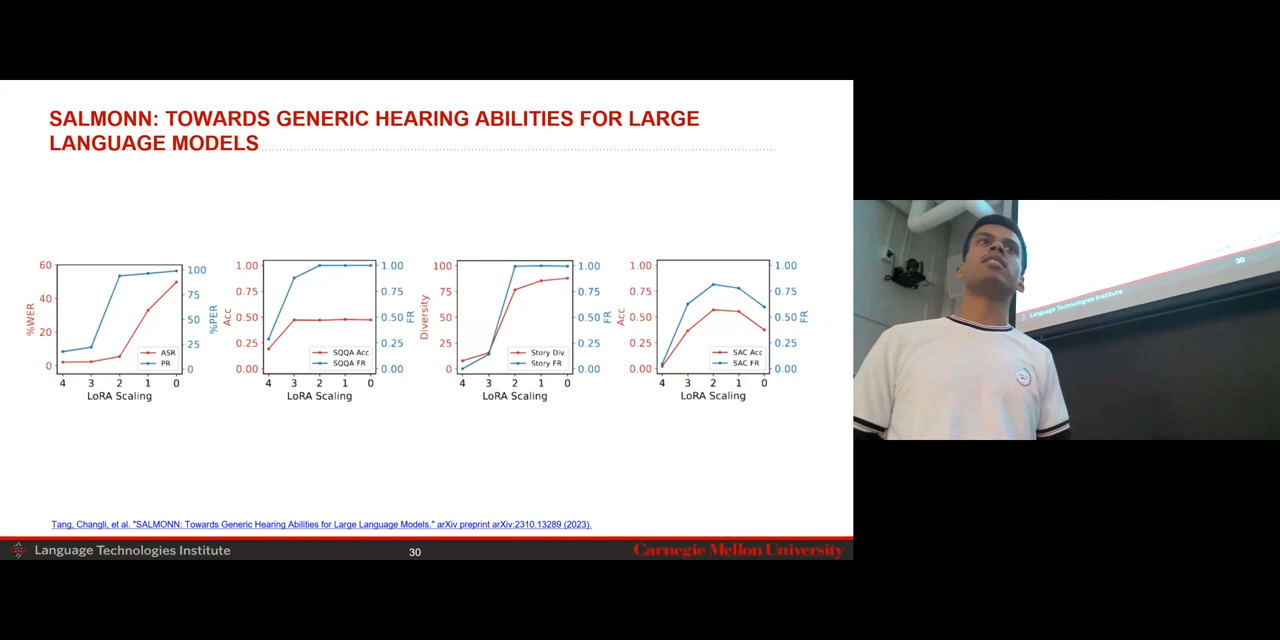 SALMONN: TOWARDS GENERIC HEARING ABILITIES FOR LARGE
LANGUAGE MODELS
60
40
20
0
%WER
100
75
50
25
0
%PER
ASR
PR
4 3 2 1 0
LoRA Scaling
1.00
0.75
0.50
0.25
0.00
Acc
1.00
0.75
0.50
0.25
0.00
FR
SQQA Acc
SQQA FR
4 3 2 1 0
LoRA Scaling
100
75
50
25
0
Diversity
1.00
0.75
0.50
0.25
0.00
FR
Story Div.
Story FR
4 3 2 1 0
LoRA Scaling
1.00
0.75
0.50
0.25
0.00
Acc
1.00
0.75
0.50
0.25
0.00
FR
SAC Acc
SAC FR
4 3 2 1 0
LoRA Scaling
Tang, Changli, et al. "SALMONN: Towards Generic Hearing Abilities for Large Language Models." arXiv preprint arXiv:2310.13289 (2023).
Language Technologies Institute
30
Carnegie Mellon University
Language Technologies Institute
30